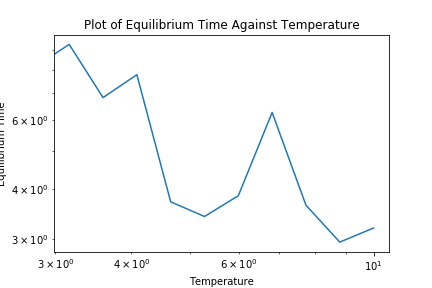 Plot of Equilibrium Time Against Temperature
Equilibrium Time
6 × 10⁰
4 × 10⁰
3 × 10⁰
3 × 10⁰ 4 × 10⁰ 6 × 10⁰ 10¹
Temperature